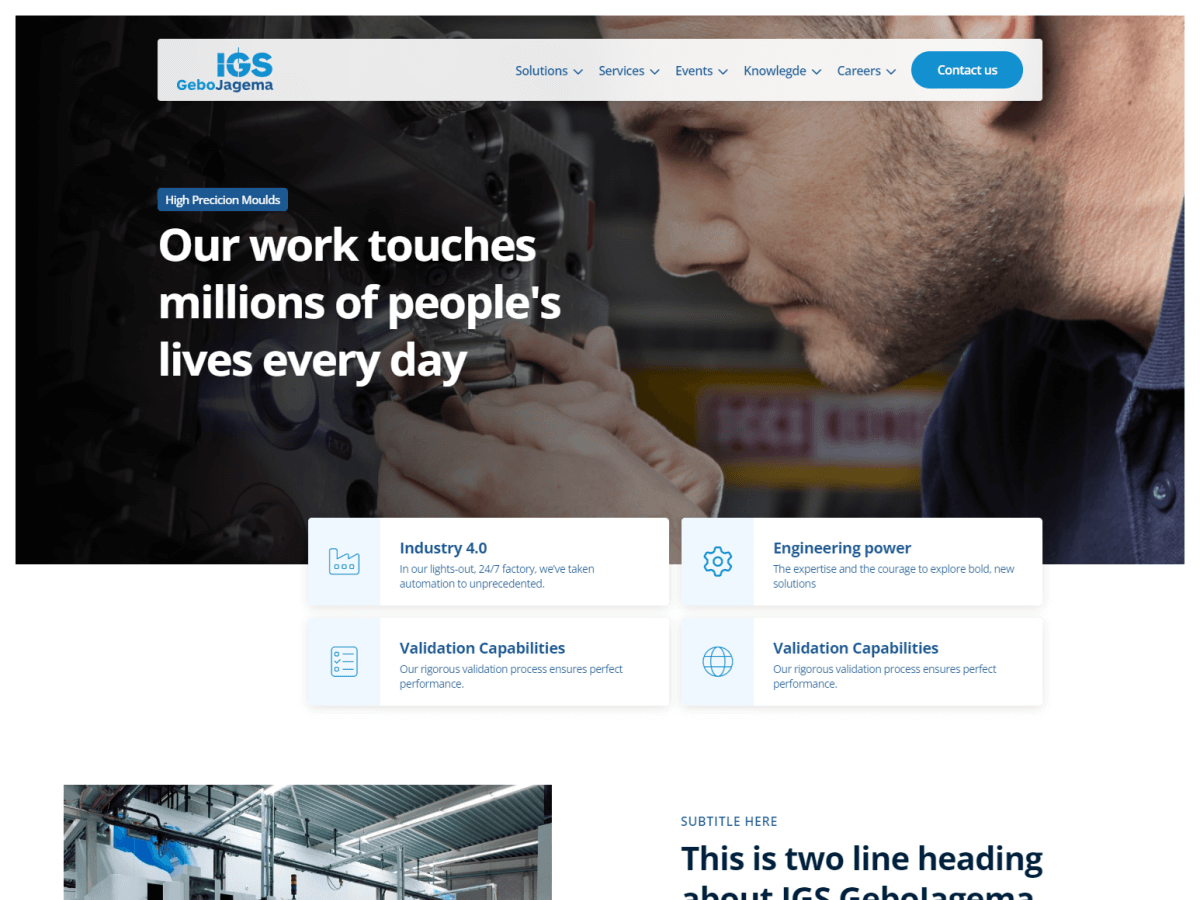 IGS
GeboJagema
Solutions
Services
Events
Knowlegde
Careers
Contact us
High Precicion Moulds
Our work touches
millions of people's
lives every day
Industry 4.0
In our lights-out, 24/7 factory, we've taken
automation to unprecedented.
Engineering power
The expertise and the courage to explore bold, new
solutions
Validation Capabilities
Our rigorous validation process ensures perfect
performance.
Validation Capabilities
Our rigorous validation process ensures perfect
performance.
SUBTITLE HERE
This is two line heading
about IGS GeboJagema